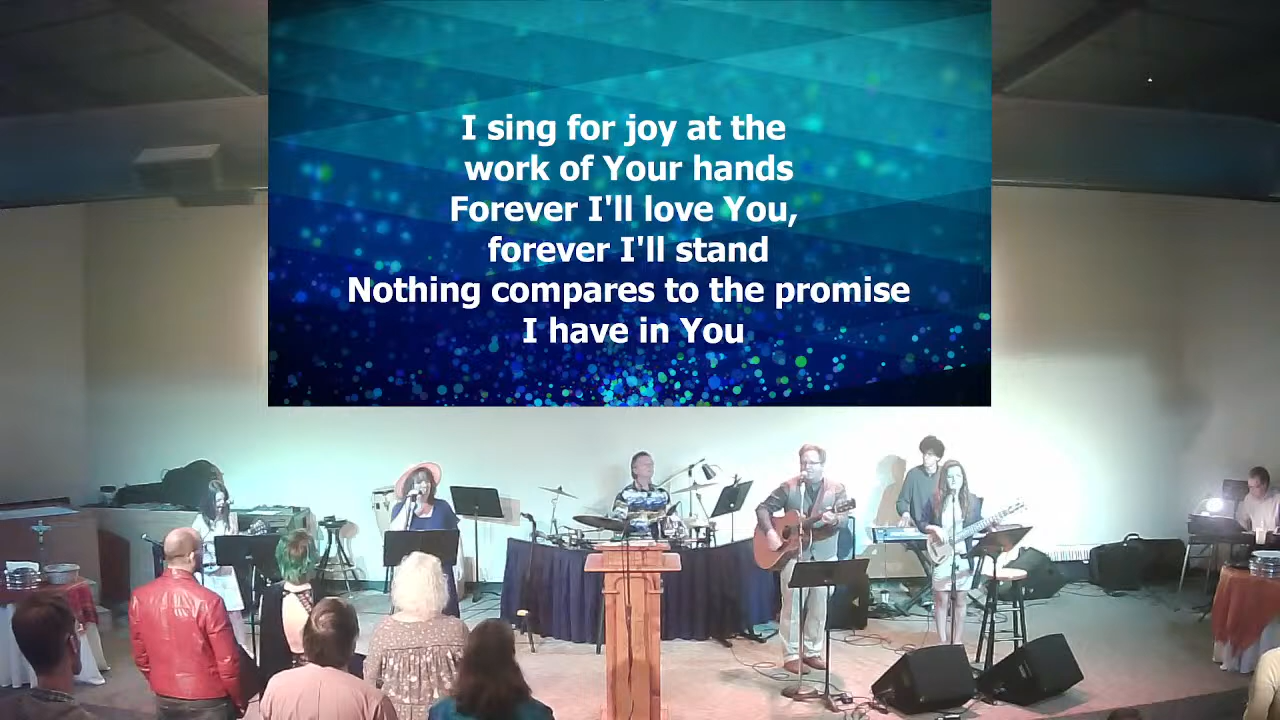 I sing for joy at the
work of Your hands
Forever I'll love You,
forever I'll stand
Nothing compares to the promise
I have in You